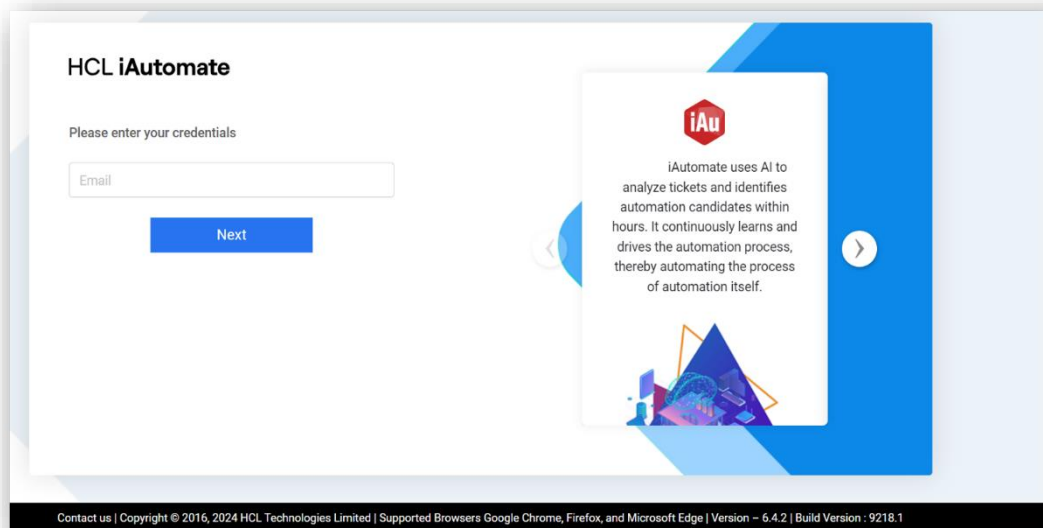 HCL iAutomate
Please enter your credentials
Email
Next
iAu
iAutomate uses AI to
analyze tickets and identifies
automation candidates within
hours. It continuously learns and
drives the automation process,
thereby automating the process
of automation itself.
Contact us | Copyright © 2016, 2024 HCL Technologies Limited | Supported Browsers Google Chrome, Firefox, and Microsoft Edge | Version – 6.4.2 | Build Version : 9218.1